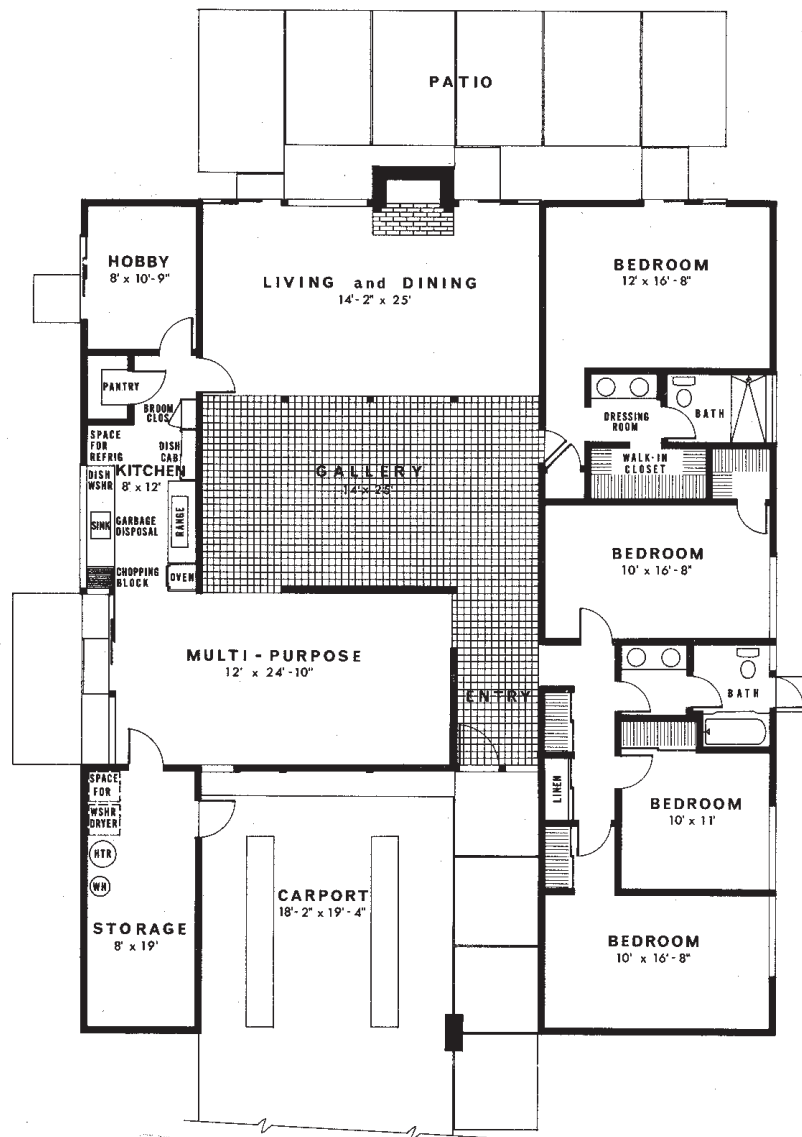 PATIO
HOBBY
8' x 10'-9"
LIVING and DINING
14'-2" x 25'
BEDROOM
12' x 16'-8"
PANTRY
BROOM
CLOS
DRESSING
ROOM
BATH
SPACE
FOR
REFRIG
DISH
CAB
KITCHEN
8' x 12'
DISH
WSHR
GALLERY
14' x 25'
WALK-IN
CLOSET
SINK
GARBAGE
DISPOSAL
RANGE
CHOPPING
BLOCK
OVEN
BEDROOM
10' x 16'-8"
MULTI-PURPOSE
12' x 24'-10"
ENTRY
BATH
SPACE
FOR
WSHR
DRYER
HTR
WH
LINEN
BEDROOM
10' x 11'
CARPORT
18'-2" x 19'-4"
STORAGE
8' x 19'
BEDROOM
10' x 16'-8"